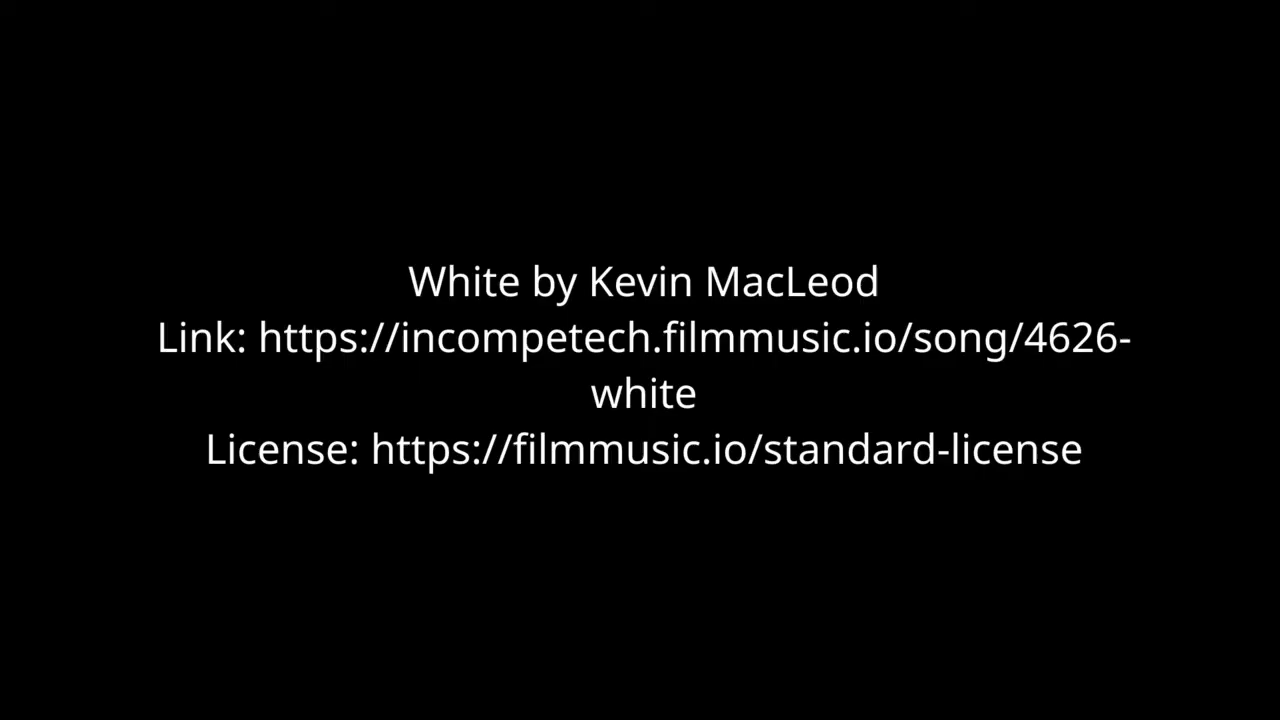 White by Kevin MacLeod
Link: https://incompetech.filmmusic.io/song/4626-
white
License: https://filmmusic.io/standard-license